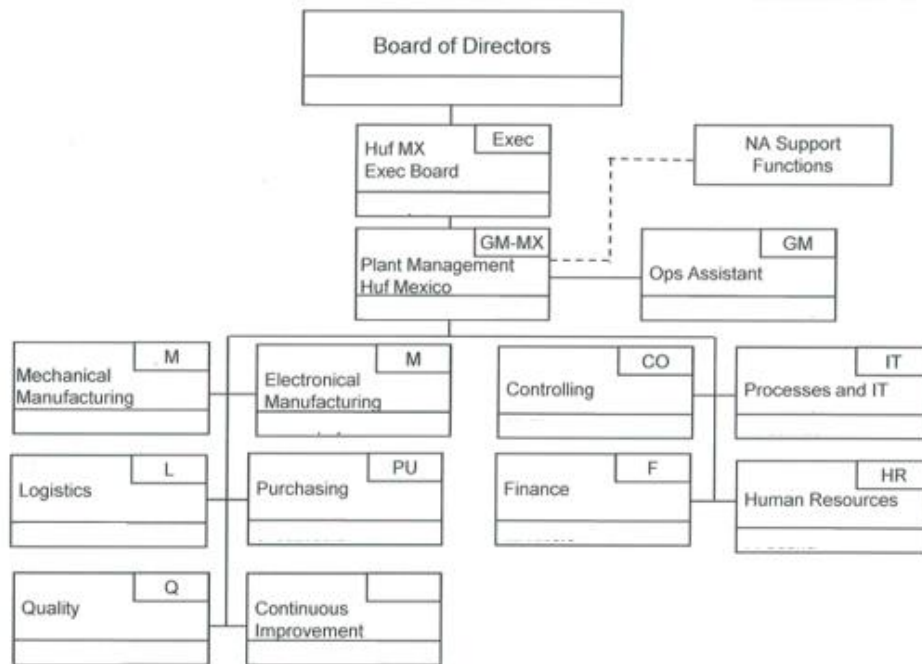 Board of Directors
Exec
Huf MX
Exec Board
NA Support
Functions
GM-MX
Plant Management
Huf Mexico
GM
Ops Assistant
M
Mechanical
Manufacturing
M
Electronical
Manufacturing
CO
Controlling
IT
Processes and IT
L
Logistics
PU
Purchasing
F
Finance
HR
Human Resources
Q
Quality
Continuous
Improvement